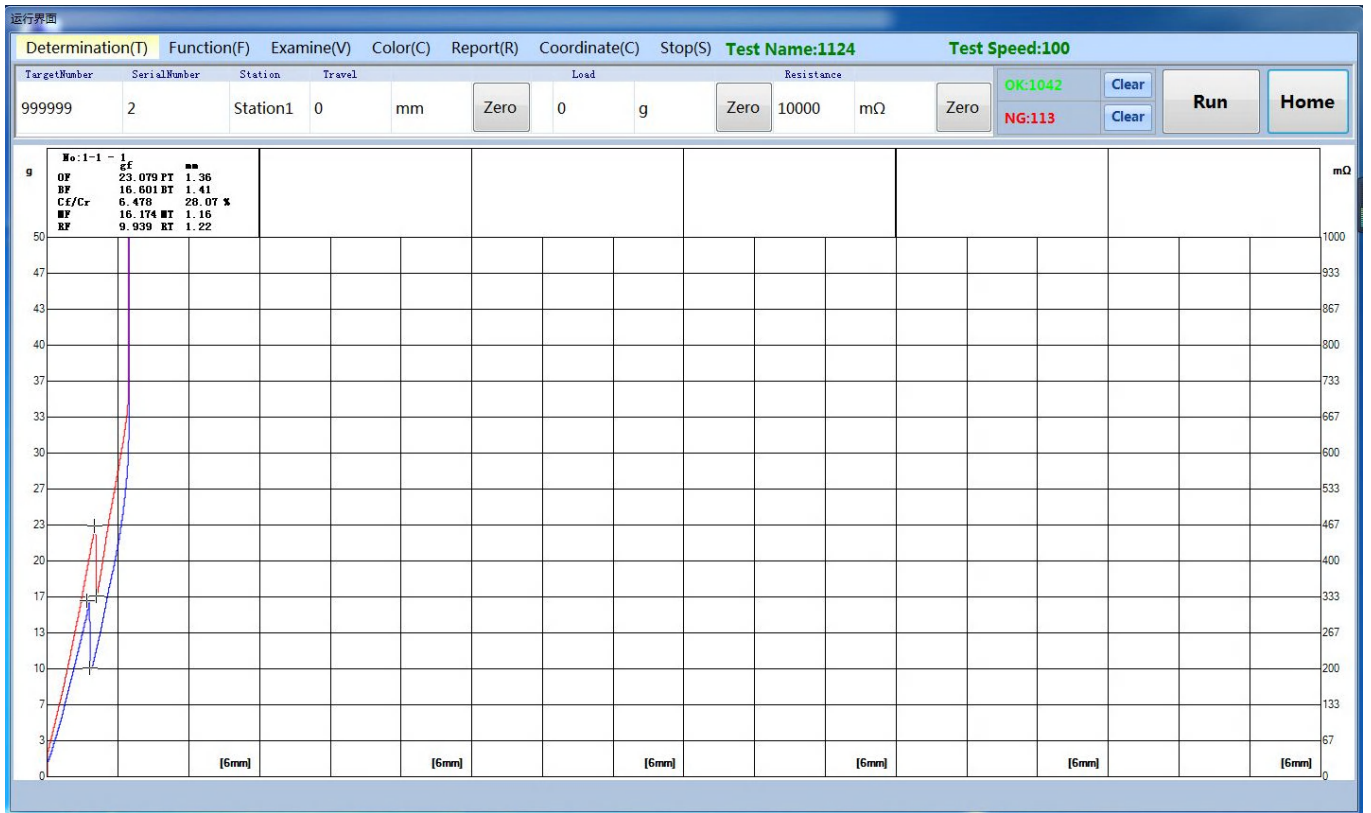 运行界面
Determination(T) Function(F) Examine(V) Color(C) Report(R) Coordinate(C) Stop(S) Test Name:1124 Test Speed:100
TargetNumber SerialNumber Station Travel Load Resistance
999999 2 Station1 0 mm Zero 0 g Zero 10000 mΩ Zero
OK:1042 Clear
NG:113 Clear
Run Home
No:1-1 - 1
gf mm
OF 23.079 PT 1.36
BF 16.601 BT 1.41
Cf/Cr 6.478 28.07 %
MF 16.174 MT 1.16
RF 9.939 RT 1.22
g mΩ
50 1000
47 933
43 867
40 800
37 733
33 667
30 600
27 533
23 467
20 400
17 333
13 267
10 200
7 133
3 67
[6mm] [6mm] [6mm] [6mm] [6mm] [6mm]
0 0